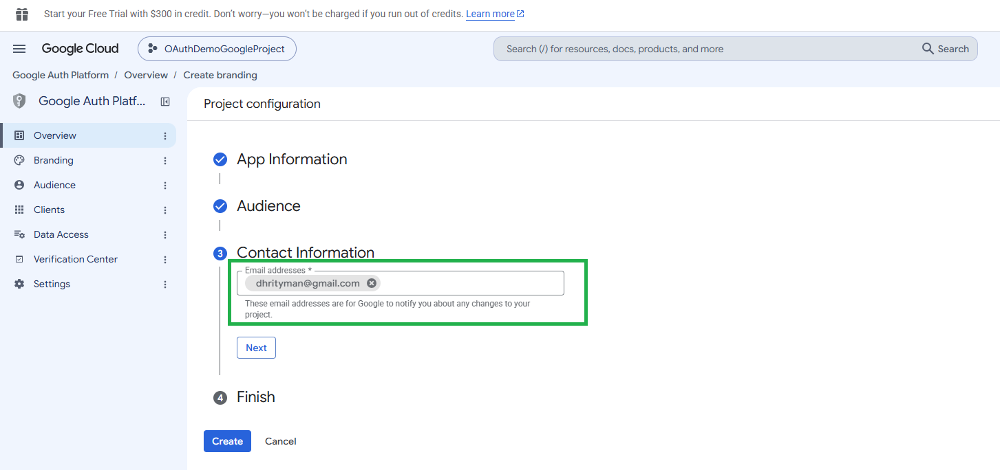 Start your Free Trial with $300 in credit. Don’t worry—you won’t be charged if you run out of credits. Learn more
Google Cloud
OAuthDemoGoogleProject
Search (/) for resources, docs, products, and more
Search
Google Auth Platform / Overview / Create branding
Google Auth Platf...
Project configuration
Overview
Branding
Audience
Clients
Data Access
Verification Center
Settings
App Information
Audience
3 Contact Information
Email addresses *
dhrityman@gmail.com
These email addresses are for Google to notify you about any changes to your
project.
Next
4 Finish
Create
Cancel